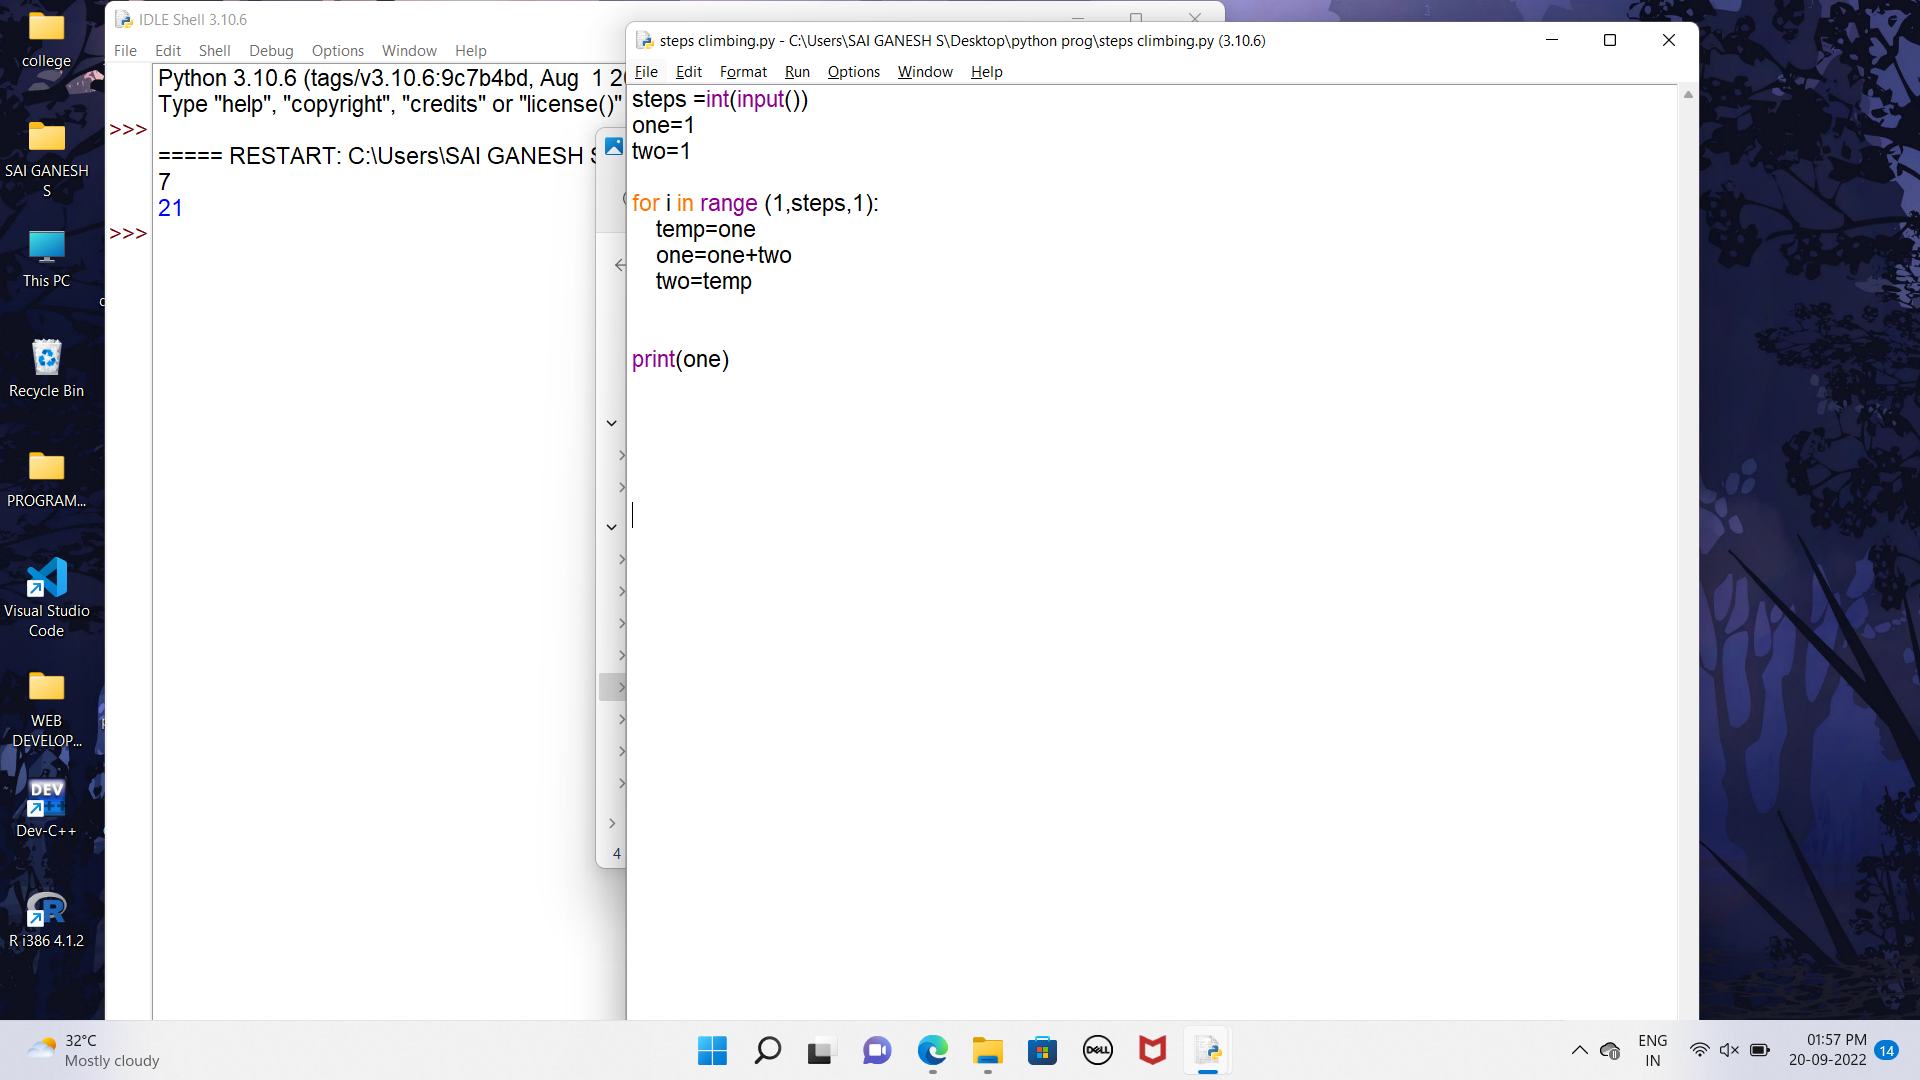 college
SAI GANESH
S
This PC
Recycle Bin
PROGRAM...
Visual Studio
Code
WEB
DEVELOP...
DEV
Dev-C++
R i386 4.1.2
IDLE Shell 3.10.6
File Edit Shell Debug Options Window Help
Python 3.10.6 (tags/v3.10.6:9c7b4bd, Aug 1 20
Type "help", "copyright", "credits" or "license()"
>>>
===== RESTART: C:\Users\SAI GANESH S
7
21
>>>
4
steps climbing.py - C:\Users\SAI GANESH S\Desktop\python prog\steps climbing.py (3.10.6)
File Edit Format Run Options Window Help
steps =int(input())
one=1
two=1
for i in range (1,steps,1):
temp=one
one=one+two
two=temp
print(one)
32°C
Mostly cloudy
DELL
ENG
IN
01:57 PM
20-09-2022
14